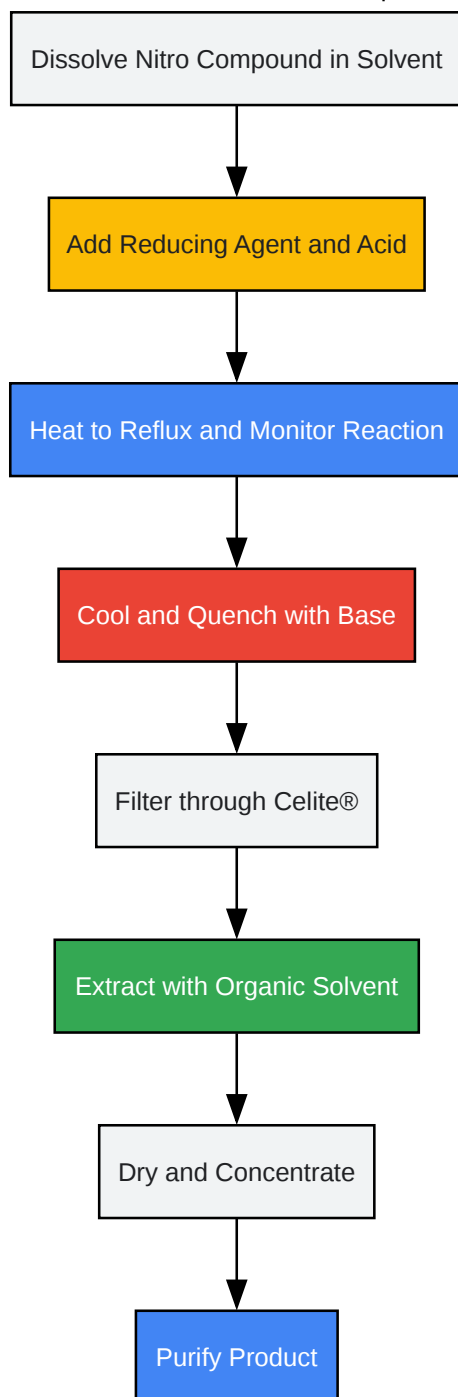 Dissolve Nitro Compound in Solvent
Add Reducing Agent and Acid
Heat to Reflux and Monitor Reaction
Cool and Quench with Base
Filter through Celite®
Extract with Organic Solvent
Dry and Concentrate
Purify Product